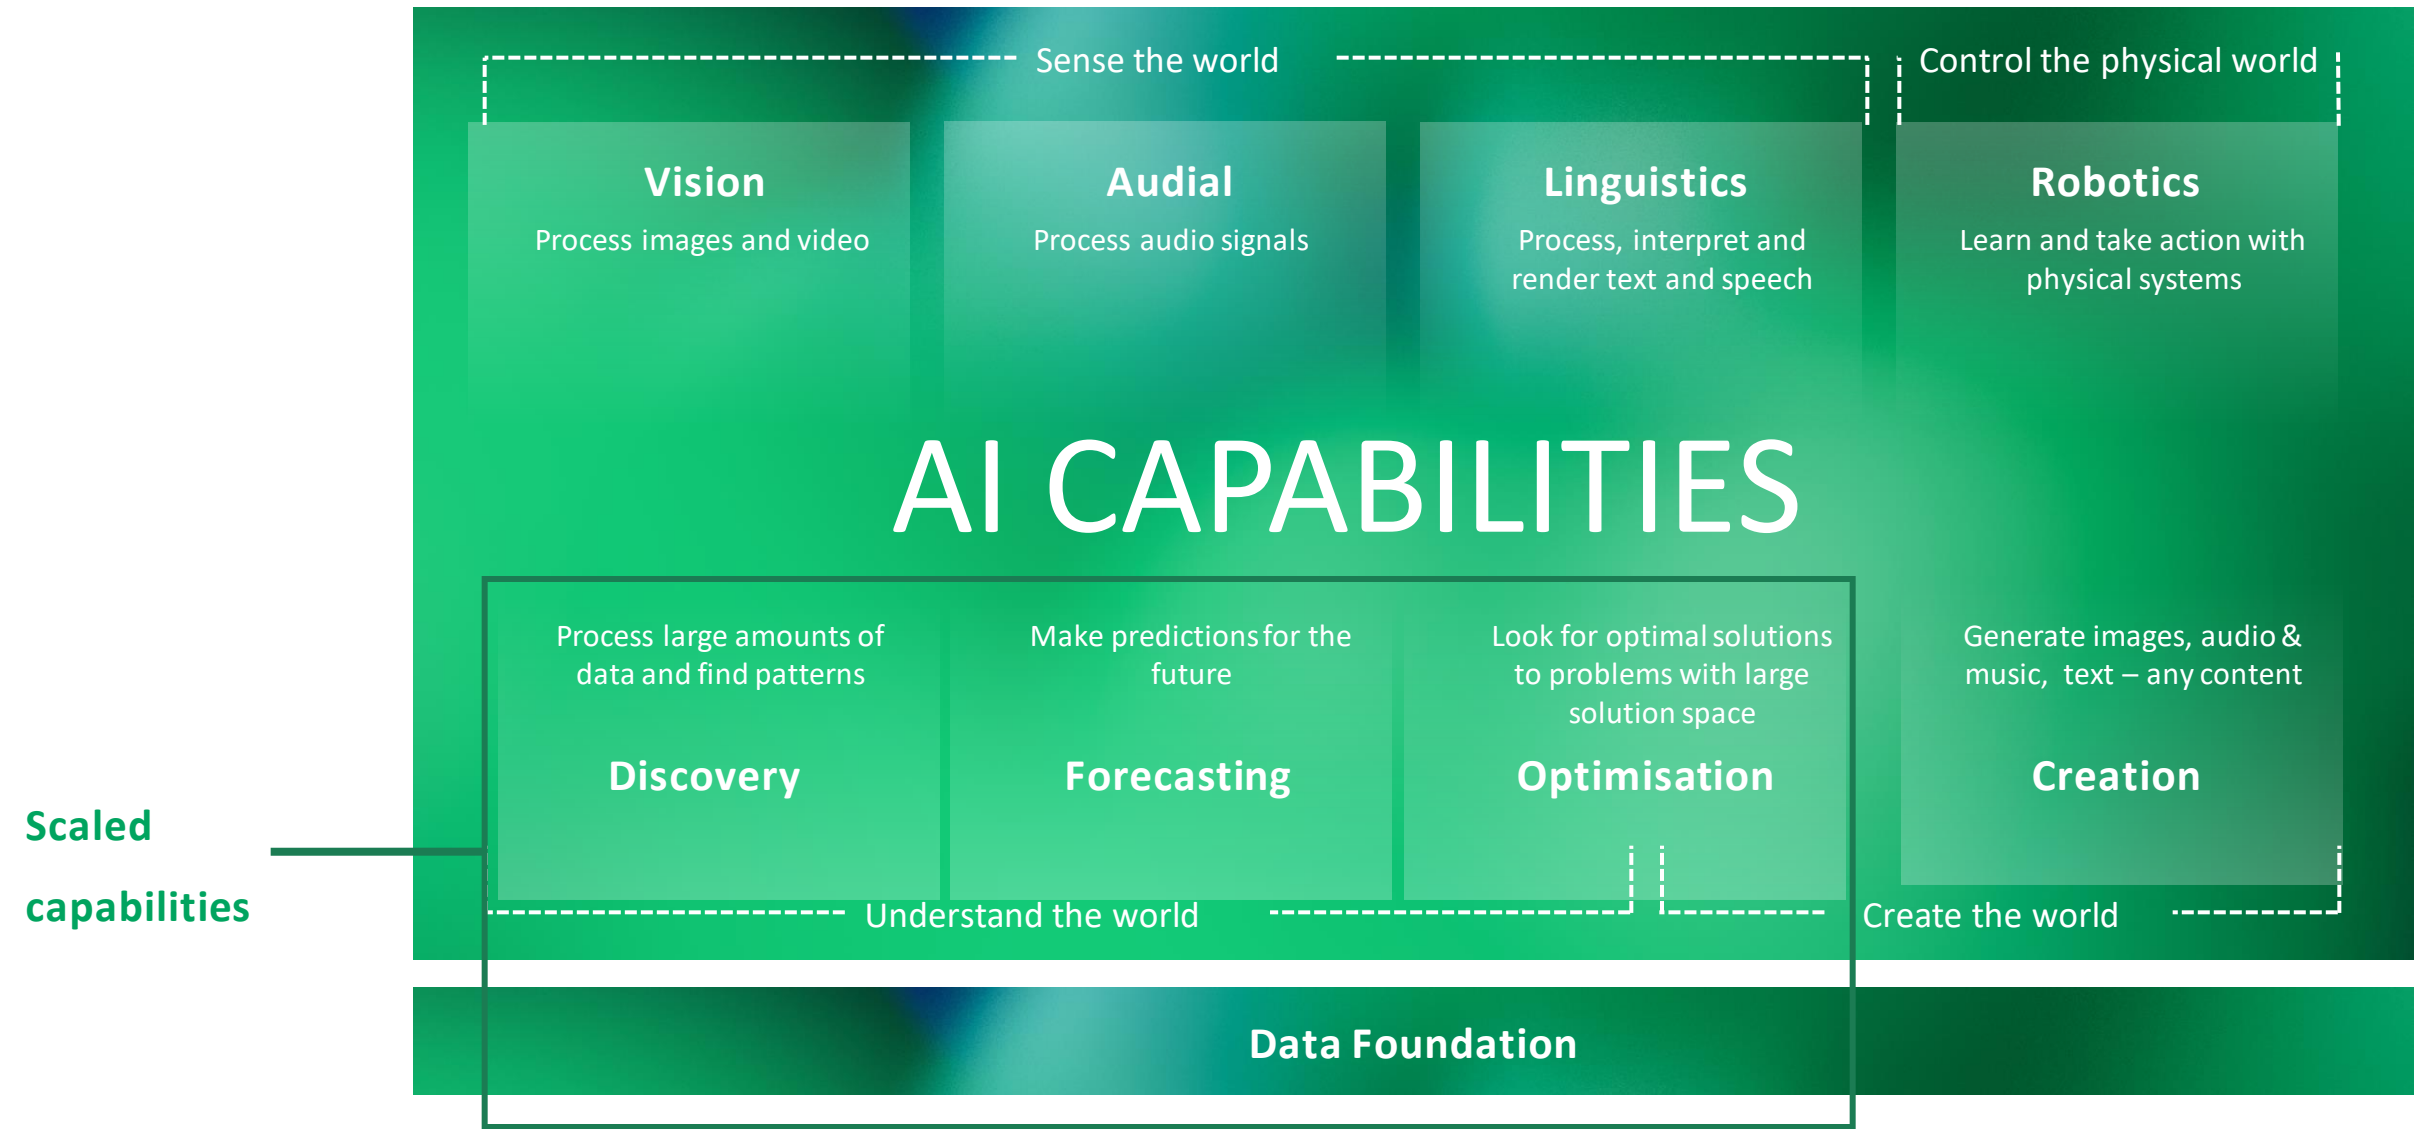 Sense the world
Control the physical world
Vision
Process images and video
Audial
Process audio signals
Linguistics
Process, interpret and
render text and speech
Robotics
Learn and take action with
physical systems
AI CAPABILITIES
Process large amounts of
data and find patterns
Discovery
Make predictions for the
future
Forecasting
Look for optimal solutions
to problems with large
solution space
Optimisation
Generate images, audio &
music, text – any content
Creation
Scaled
capabilities
Understand the world
Create the world
Data Foundation